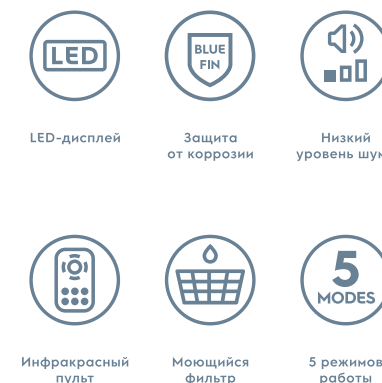 LED
BLUE
FIN
LED-дисплей
Защита
от коррозии
Низкий
уровень шум
5
MODES
Инфракрасный
пульт
Моющийся
фильтр
5 режимов
работы